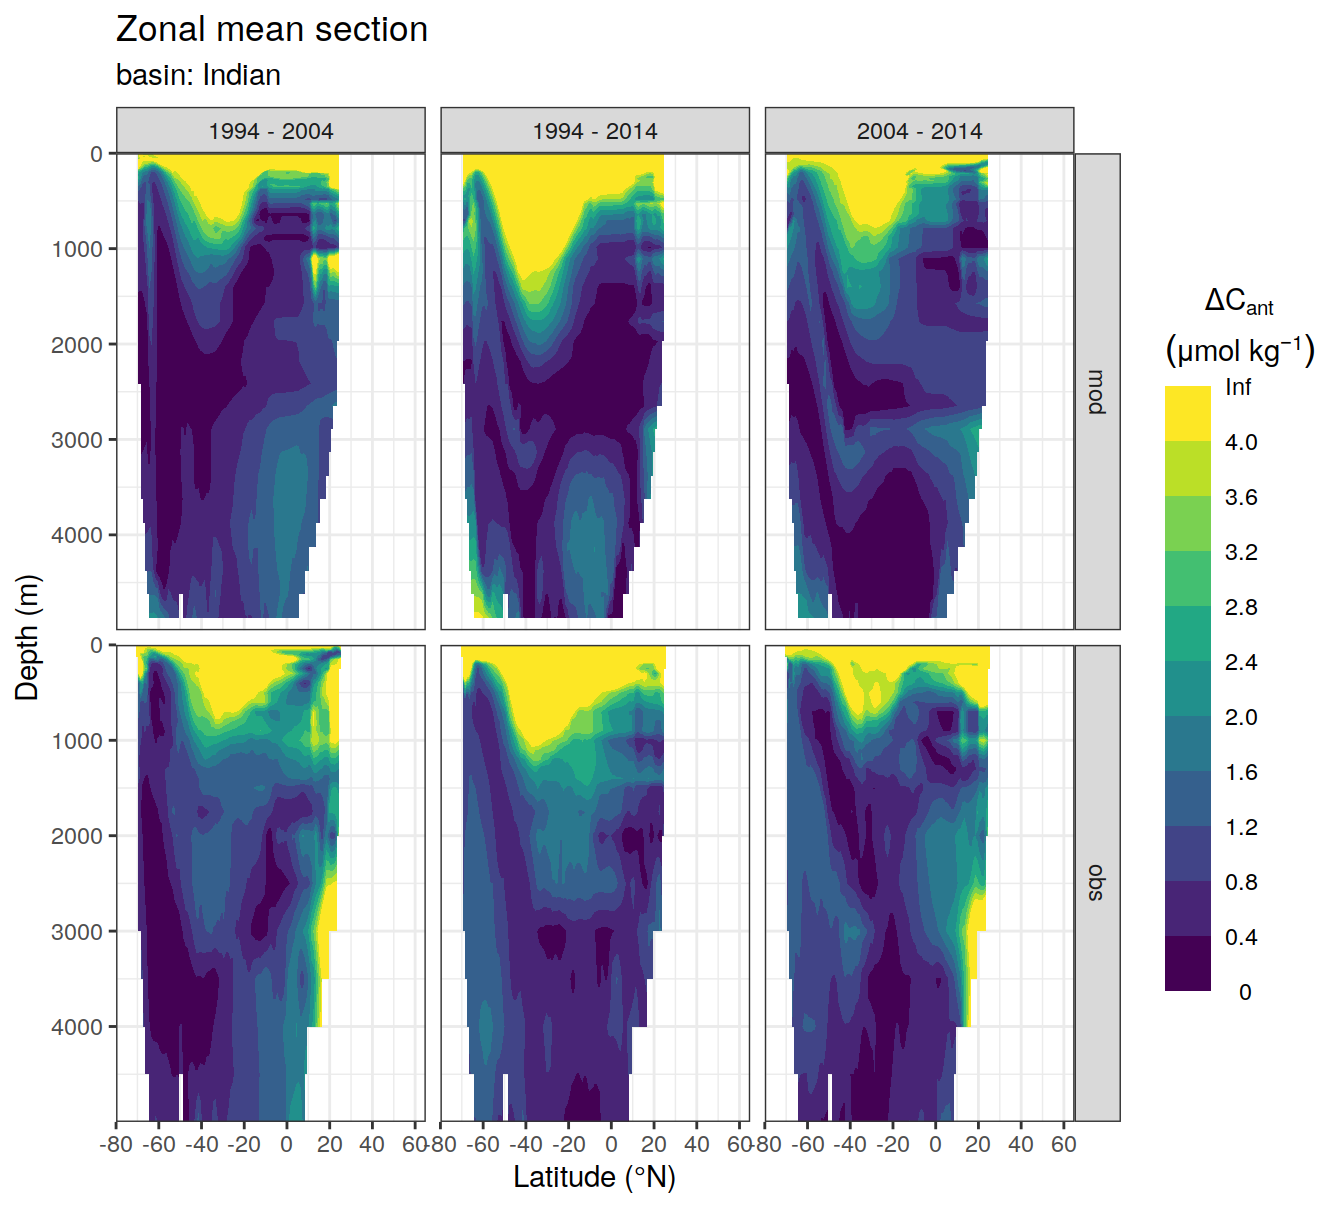 Zonal mean section
basin: Indian
1994 - 2004
1994 - 2014
2004 - 2014
0
1000
2000
3000
4000
mod
0
1000
2000
3000
4000
obs
Depth (m)
-80 -60 -40 -20 0 20 40 60
-80 -60 -40 -20 0 20 40 60
-80 -60 -40 -20 0 20 40 60
Latitude (°N)
ΔCant
(μmol kg−1)
Inf
4.0
3.6
3.2
2.8
2.4
2.0
1.6
1.2
0.8
0.4
0